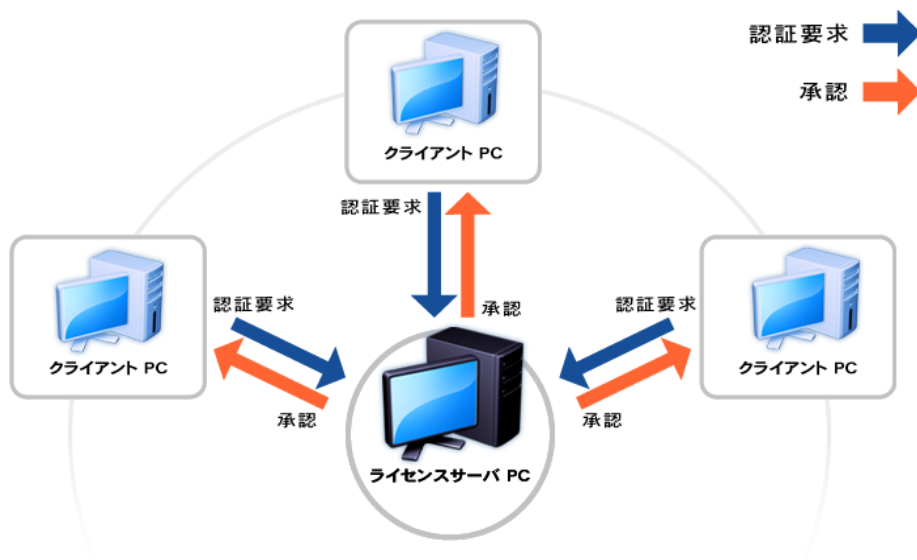 認証要求
承認
クライアント PC
認証要求
承認
クライアント PC
認証要求
承認
クライアント PC
認証要求
承認
ライセンスサーバ PC